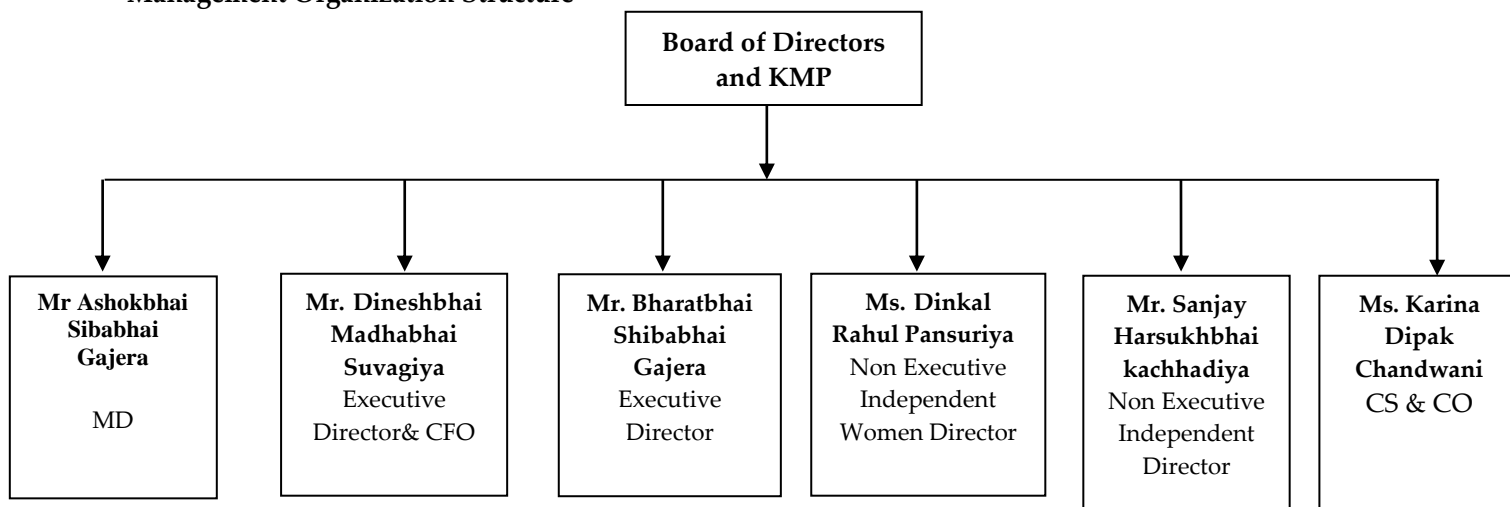 Management Organization Structure
Board of Directors
and KMP
Mr Ashokbhai
Sibabhai
Gajera
MD
Mr. Dineshbhai
Madhabhai
Suvagiya
Executive
Director& CFO
Mr. Bharatbhai
Shibabhai
Gajera
Executive
Director
Ms. Dinkal
Rahul Pansuriya
Non Executive
Independent
Women Director
Mr. Sanjay
Harsukhbhai
kachhadiya
Non Executive
Independent
Director
Ms. Karina
Dipak
Chandwani
CS & CO